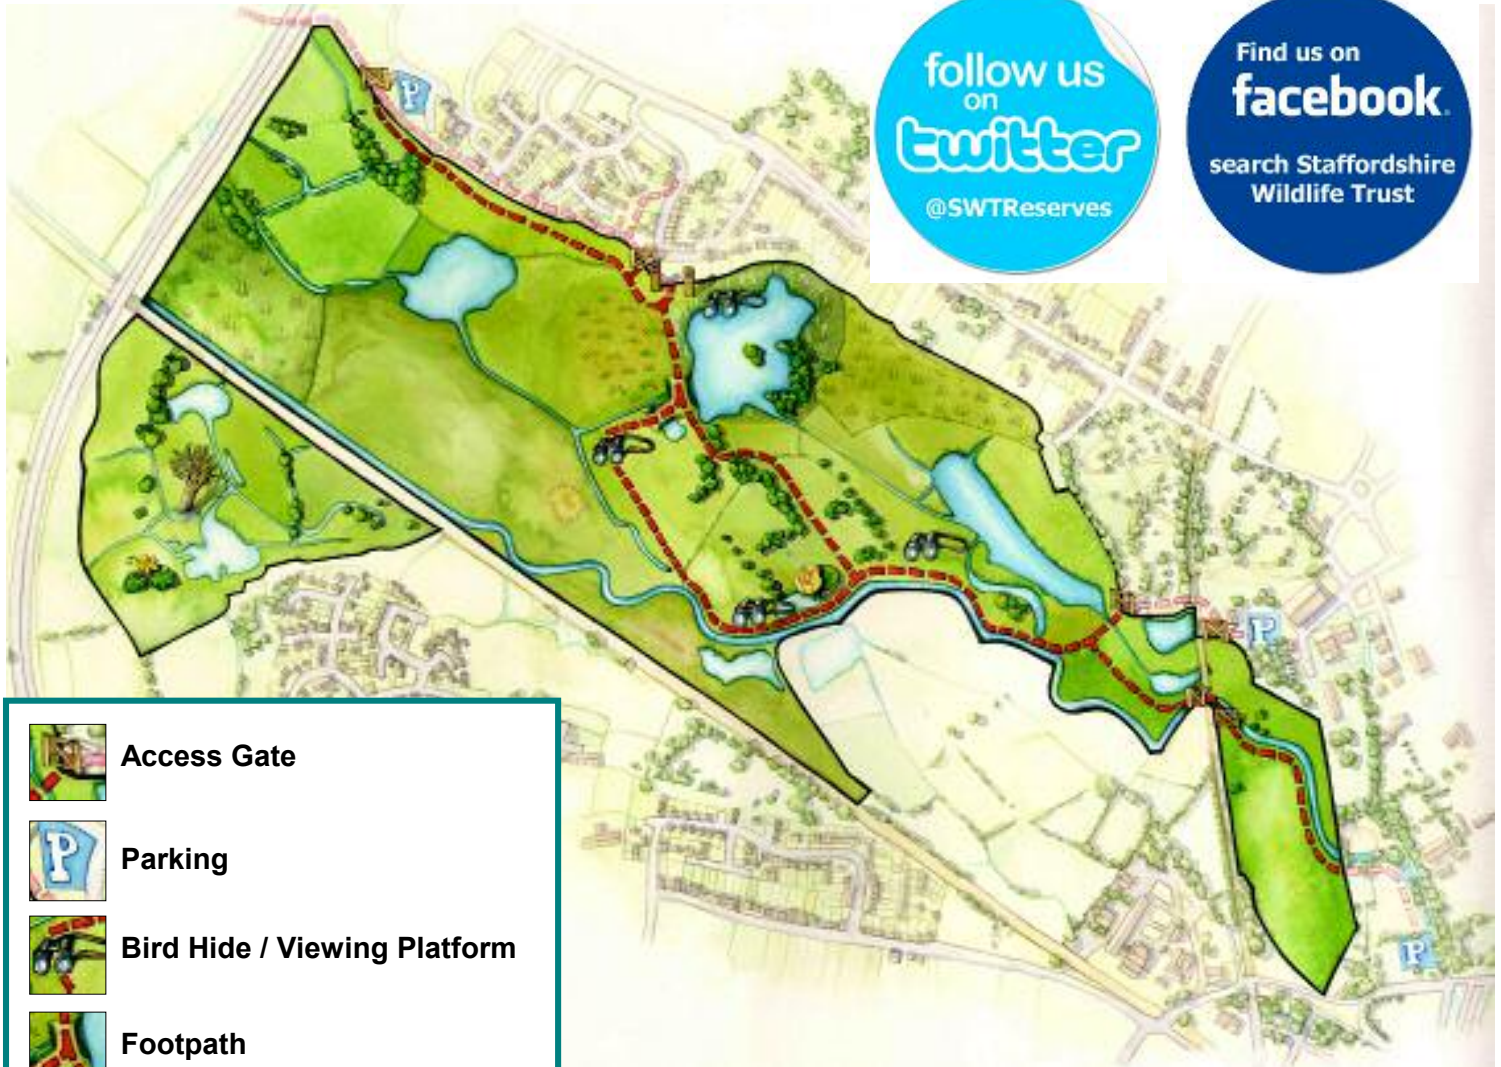 follow us
on
twitter
@SWTReserves
Find us on
facebook.
search Staffordshire
Wildlife Trust
P
P
P
Access Gate
P
Parking
Bird Hide / Viewing Platform
Footpath